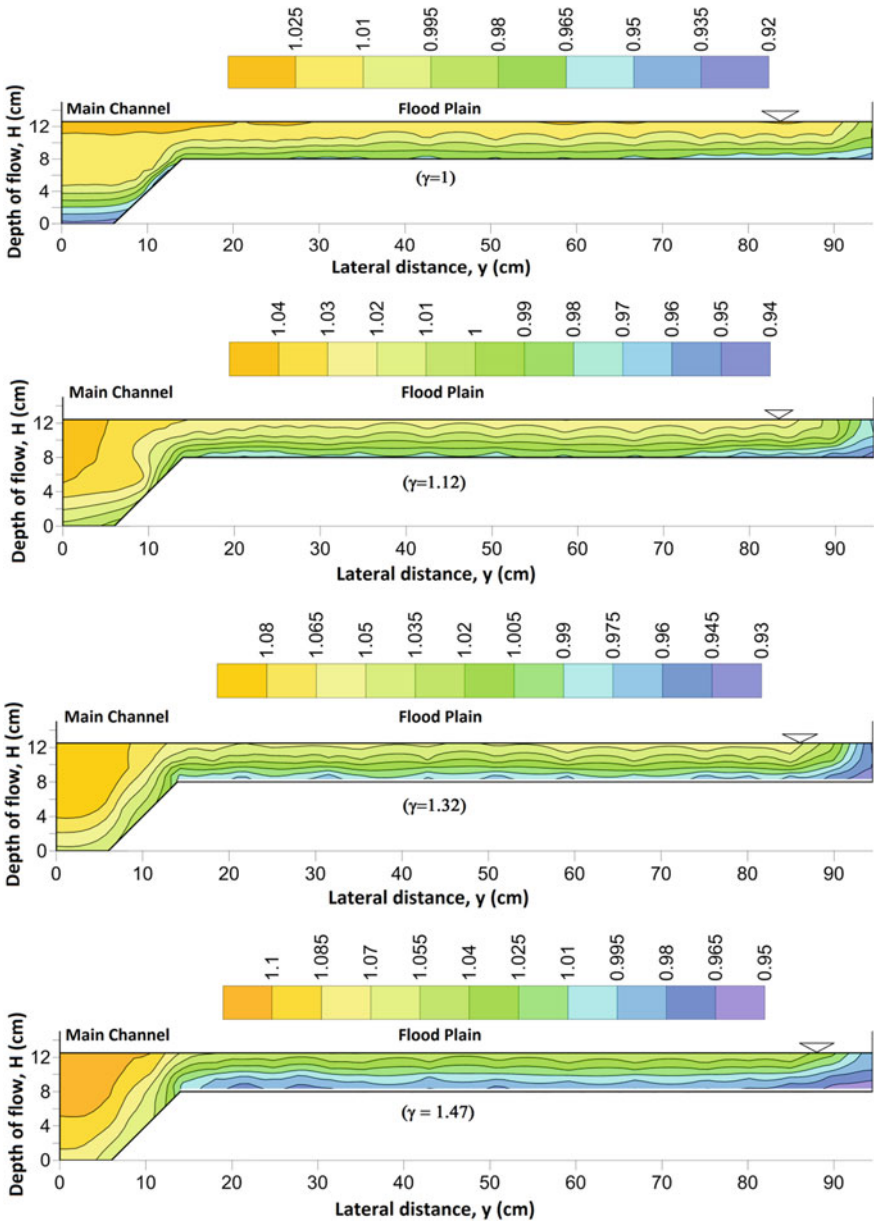 1.025 1.01 0.995 0.98 0.965 0.95 0.935 0.92
Main Channel Flood Plain
Depth of flow, H (cm)
12
8
4
0
(γ=1)
0 10 20 30 40 50 60 70 80 90
Lateral distance, y (cm)
1.04 1.03 1.02 1.01 1 0.99 0.98 0.97 0.96 0.95 0.94
Main Channel Flood Plain
Depth of flow, H (cm)
12
8
4
0
(γ=1.12)
0 10 20 30 40 50 60 70 80 90
Lateral distance, y (cm)
1.08 1.065 1.05 1.035 1.02 1.005 0.99 0.975 0.96 0.945 0.93
Main Channel Flood Plain
Depth of flow, H (cm)
12
8
4
0
(γ=1.32)
0 10 20 30 40 50 60 70 80 90
Lateral distance, y (cm)
1.1 1.085 1.07 1.055 1.04 1.025 1.01 0.995 0.98 0.965 0.95
Main Channel Flood Plain
Depth of flow, H (cm)
12
8
4
0
(γ = 1.47)
0 10 20 30 40 50 60 70 80 90
Lateral distance, y (cm)